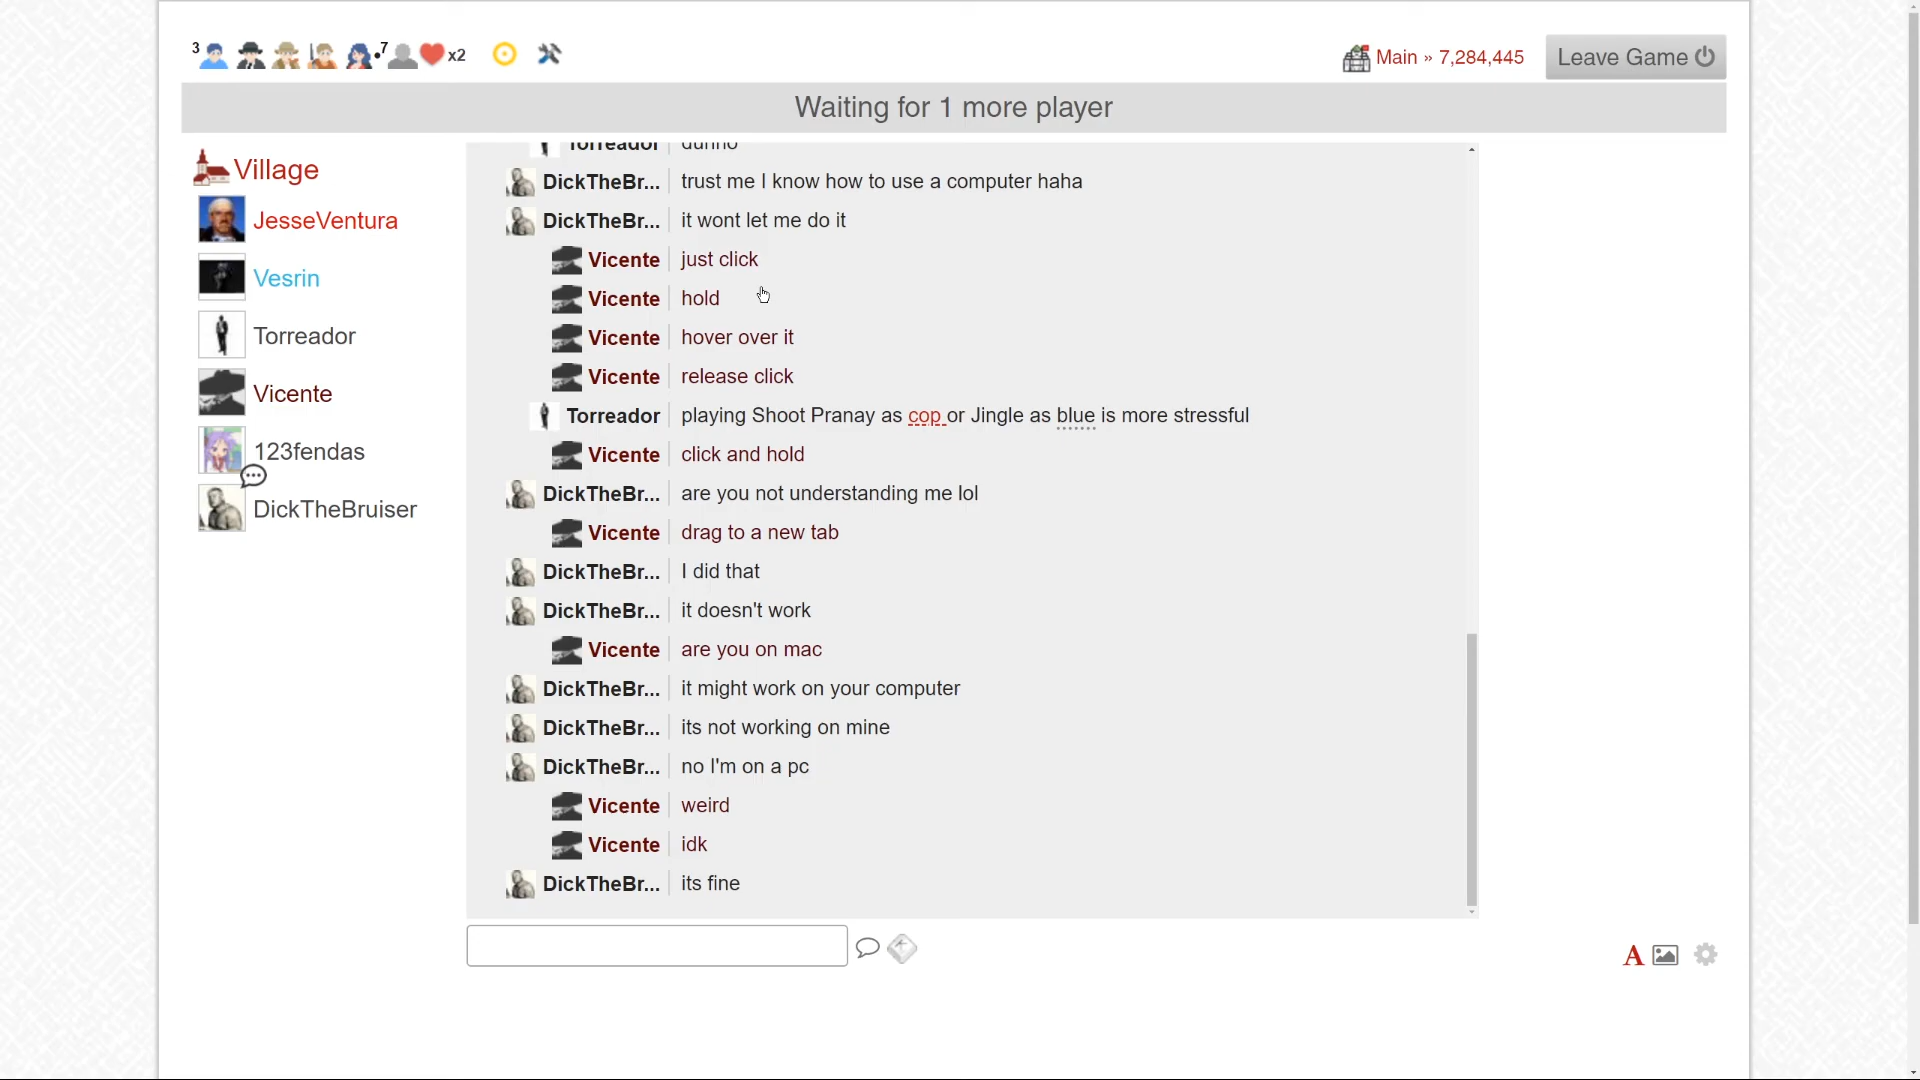 3 7 x2 Main » 7,284,445 Leave Game
Waiting for 1 more player
Village
JesseVentura
Vesrin
Torreador
Vicente
123fendas
DickTheBruiser
Torreador dunno
DickTheBr... trust me I know how to use a computer haha
DickTheBr... it wont let me do it
Vicente just click
Vicente hold
Vicente hover over it
Vicente release click
Torreador playing Shoot Pranay as cop or Jingle as blue is more stressful
Vicente click and hold
DickTheBr... are you not understanding me lol
Vicente drag to a new tab
DickTheBr... I did that
DickTheBr... it doesn't work
Vicente are you on mac
DickTheBr... it might work on your computer
DickTheBr... its not working on mine
DickTheBr... no I'm on a pc
Vicente weird
Vicente idk
DickTheBr... its fine
A